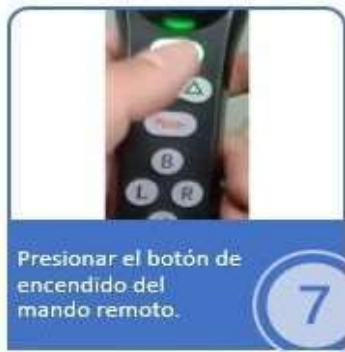 B
L R
Presionar el botón de
encendido del
mando remoto.
7